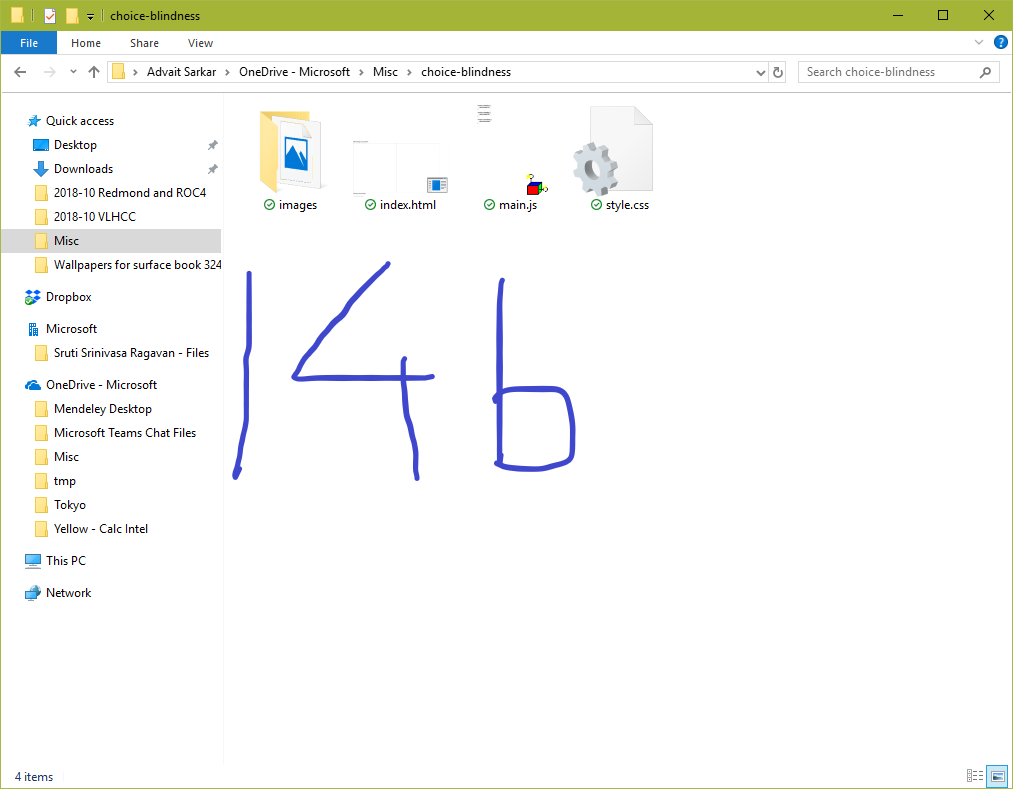 choice-blindness
File Home Share View
Advait Sarkar > OneDrive - Microsoft > Misc > choice-blindness
Search choice-blindness
Quick access
Desktop
Downloads
2018-10 Redmond and ROC4
2018-10 VLHCC
Misc
Wallpapers for surface book 324
Dropbox
Microsoft
Sruti Srinivasa Ragavan - Files
OneDrive - Microsoft
Mendeley Desktop
Microsoft Teams Chat Files
Misc
tmp
Tokyo
Yellow - Calc Intel
This PC
Network
images index.html main.js style.css
146
4 items